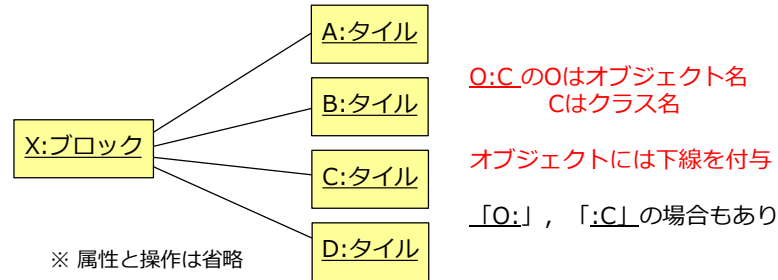 A:タイル
B:タイル
X:ブロック
C:タイル
D:タイル
※ 属性と操作は省略
O:C のOはオブジェクト名
Cはクラス名
オブジェクトには下線を付与
「O:」, 「:C」の場合もあり